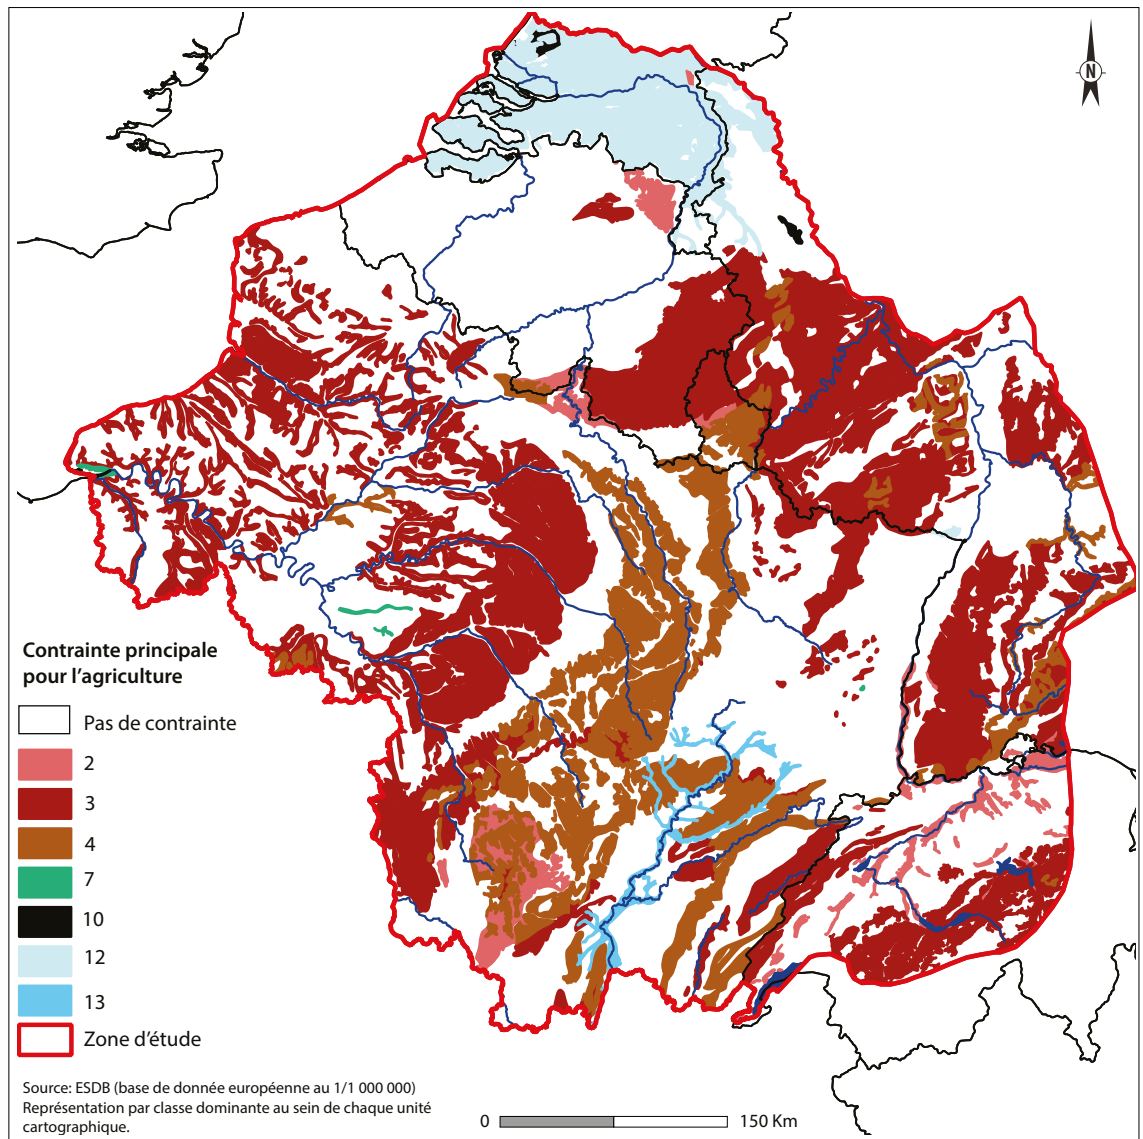 N
Contrainte principale
pour l'agriculture
Pas de contrainte
2
3
4
7
10
12
13
Zone d'étude
Source: ESDB (base de donnée européenne au 1/1 000 000)
Représentation par classe dominante au sein de chaque unité
cartographique.
0 150 Km